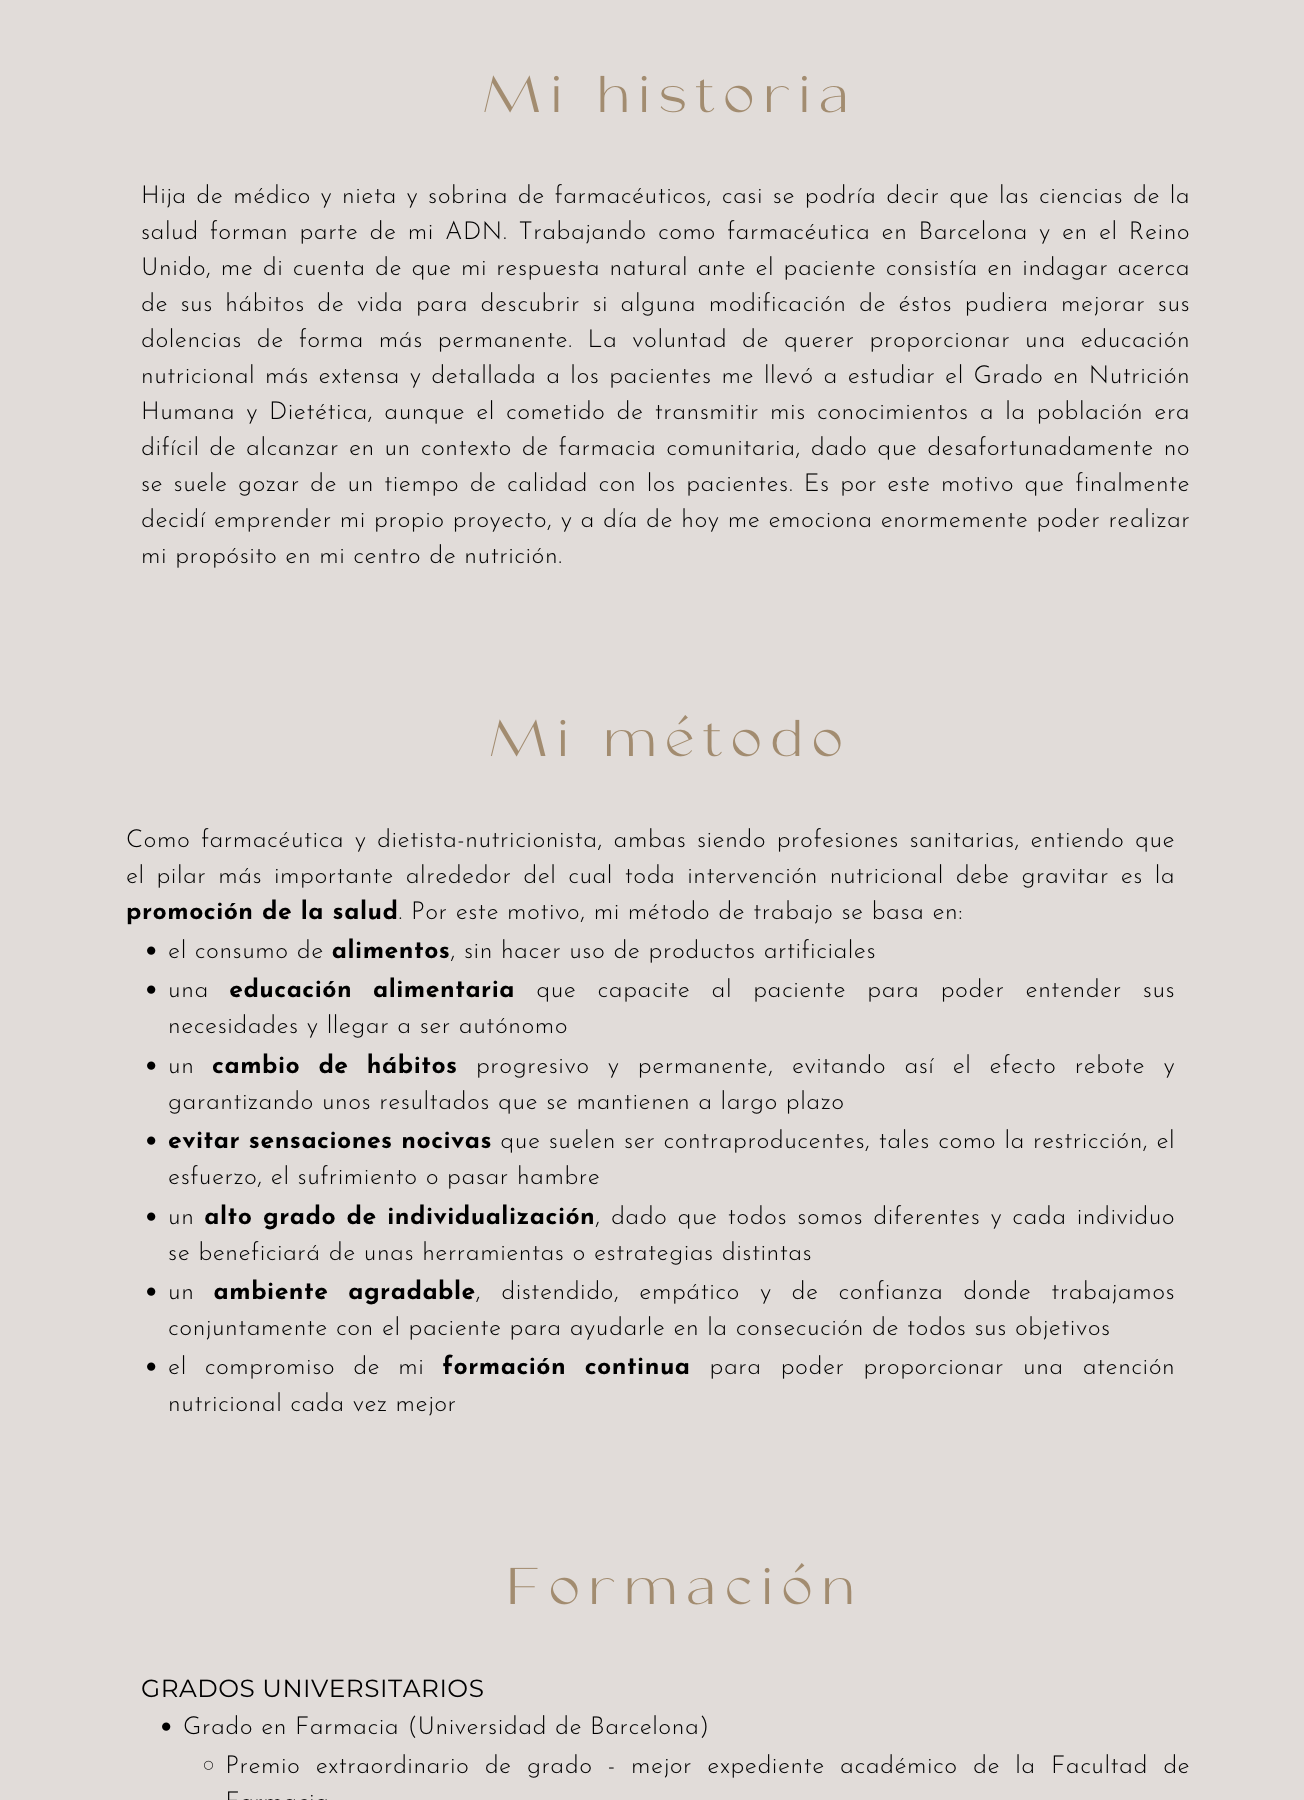 Mi historia
Hija de médico y nieta y sobrina de farmacéuticos, casi se podría decir que las ciencias de la
salud forman parte de mi ADN. Trabajando como farmacéutica en Barcelona y en el Reino
Unido, me di cuenta de que mi respuesta natural ante el paciente consistía en indagar acerca
de sus hábitos de vida para descubrir si alguna modificación de éstos pudiera mejorar sus
dolencias de forma más permanente. La voluntad de querer proporcionar una educación
nutricional más extensa y detallada a los pacientes me llevó a estudiar el Grado en Nutrición
Humana y Dietética, aunque el cometido de transmitir mis conocimientos a la población era
difícil de alcanzar en un contexto de farmacia comunitaria, dado que desafortunadamente no
se suele gozar de un tiempo de calidad con los pacientes. Es por este motivo que finalmente
decidí emprender mi propio proyecto, y a día de hoy me emociona enormemente poder realizar
mi propósito en mi centro de nutrición.
Mi método
Como farmacéutica y dietista-nutricionista, ambas siendo profesiones sanitarias, entiendo que
el pilar más importante alrededor del cual toda intervención nutricional debe gravitar es la
promoción de la salud. Por este motivo, mi método de trabajo se basa en:
• el consumo de alimentos, sin hacer uso de productos artificiales
• una educación alimentaria que capacite al paciente para poder entender sus
necesidades y llegar a ser autónomo
• un cambio de hábitos progresivo y permanente, evitando así el efecto rebote y
garantizando unos resultados que se mantienen a largo plazo
• evitar sensaciones nocivas que suelen ser contraproducentes, tales como la restricción, el
esfuerzo, el sufrimiento o pasar hambre
• un alto grado de individualización, dado que todos somos diferentes y cada individuo
se beneficiará de unas herramientas o estrategias distintas
• un ambiente agradable, distendido, empático y de confianza donde trabajamos
conjuntamente con el paciente para ayudarle en la consecución de todos sus objetivos
• el compromiso de mi formación continua para poder proporcionar una atención
nutricional cada vez mejor
Formación
GRADOS UNIVERSITARIOS
• Grado en Farmacia (Universidad de Barcelona)
○ Premio extraordinario de grado - mejor expediente académico de la Facultad de